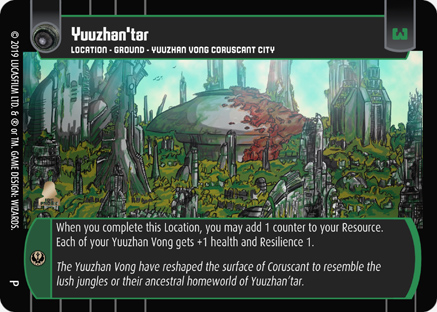 Yuuzhan'tar
LOCATION - GROUND - YUUZHAN VONG CORUSCANT CITY
© 2019 LUCASFILM LTD. & ® or TM. GAME DESIGN: WIZARDS.
P
When you complete this Location, you may add 1 counter to your Resource.
Each of your Yuuzhan Vong gets +1 health and Resilience 1.
The Yuuzhan Vong have reshaped the surface of Coruscant to resemble the
lush jungles or their ancestral homeworld of Yuuzhan'tar.